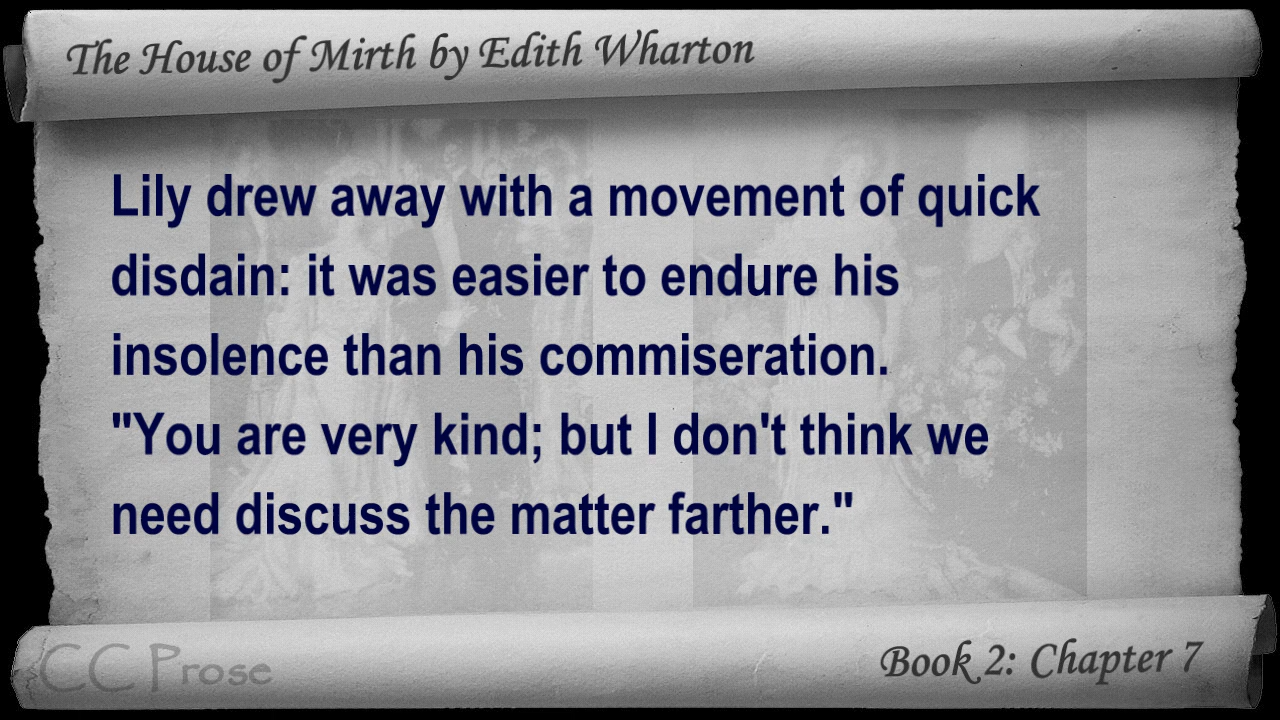 The House of Mirth by Edith Wharton
Lily drew away with a movement of quick
disdain: it was easier to endure his
insolence than his commiseration.
"You are very kind; but I don't think we
need discuss the matter farther."
CC Prose
Book 2: Chapter 7